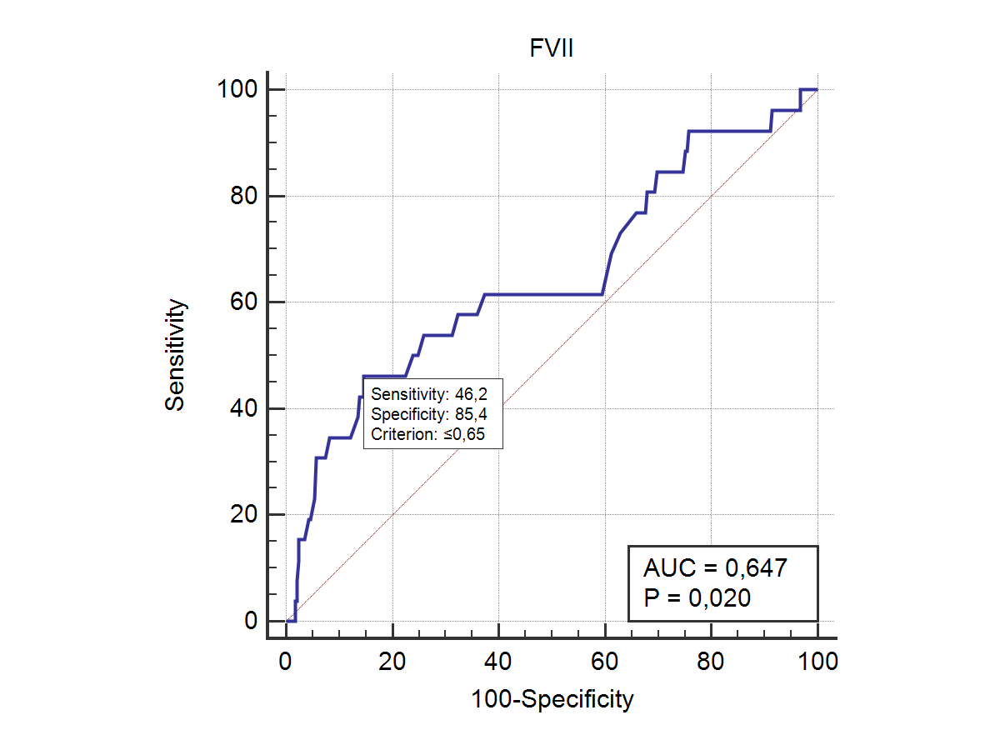 FVII
100
80
60
40
20
0
Sensitivity
Sensitivity: 46,2
Specificity: 85,4
Criterion: ≤0,65
AUC = 0,647
P = 0,020
0 20 40 60 80 100
100-Specificity